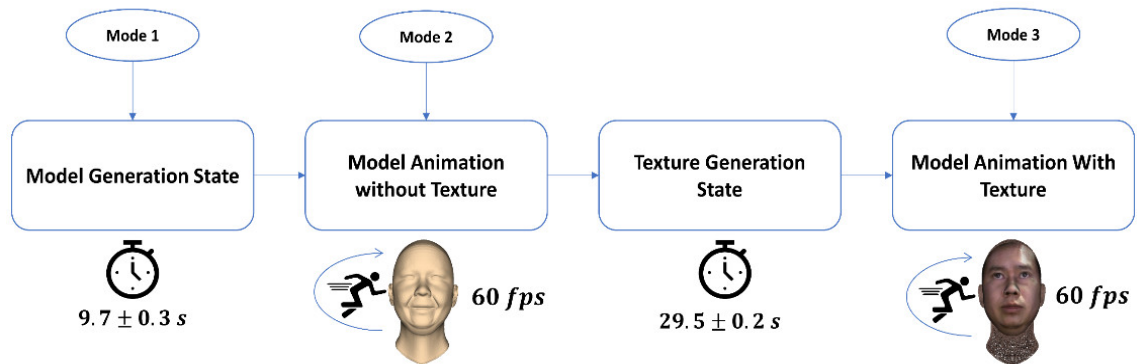 Mode 1
Mode 2
Mode 3
Model Generation State
Model Animation
without Texture
Texture Generation
State
Model Animation With
Texture
9.7 ± 0.3 s
60 fps
29.5 ± 0.2 s
60 fps